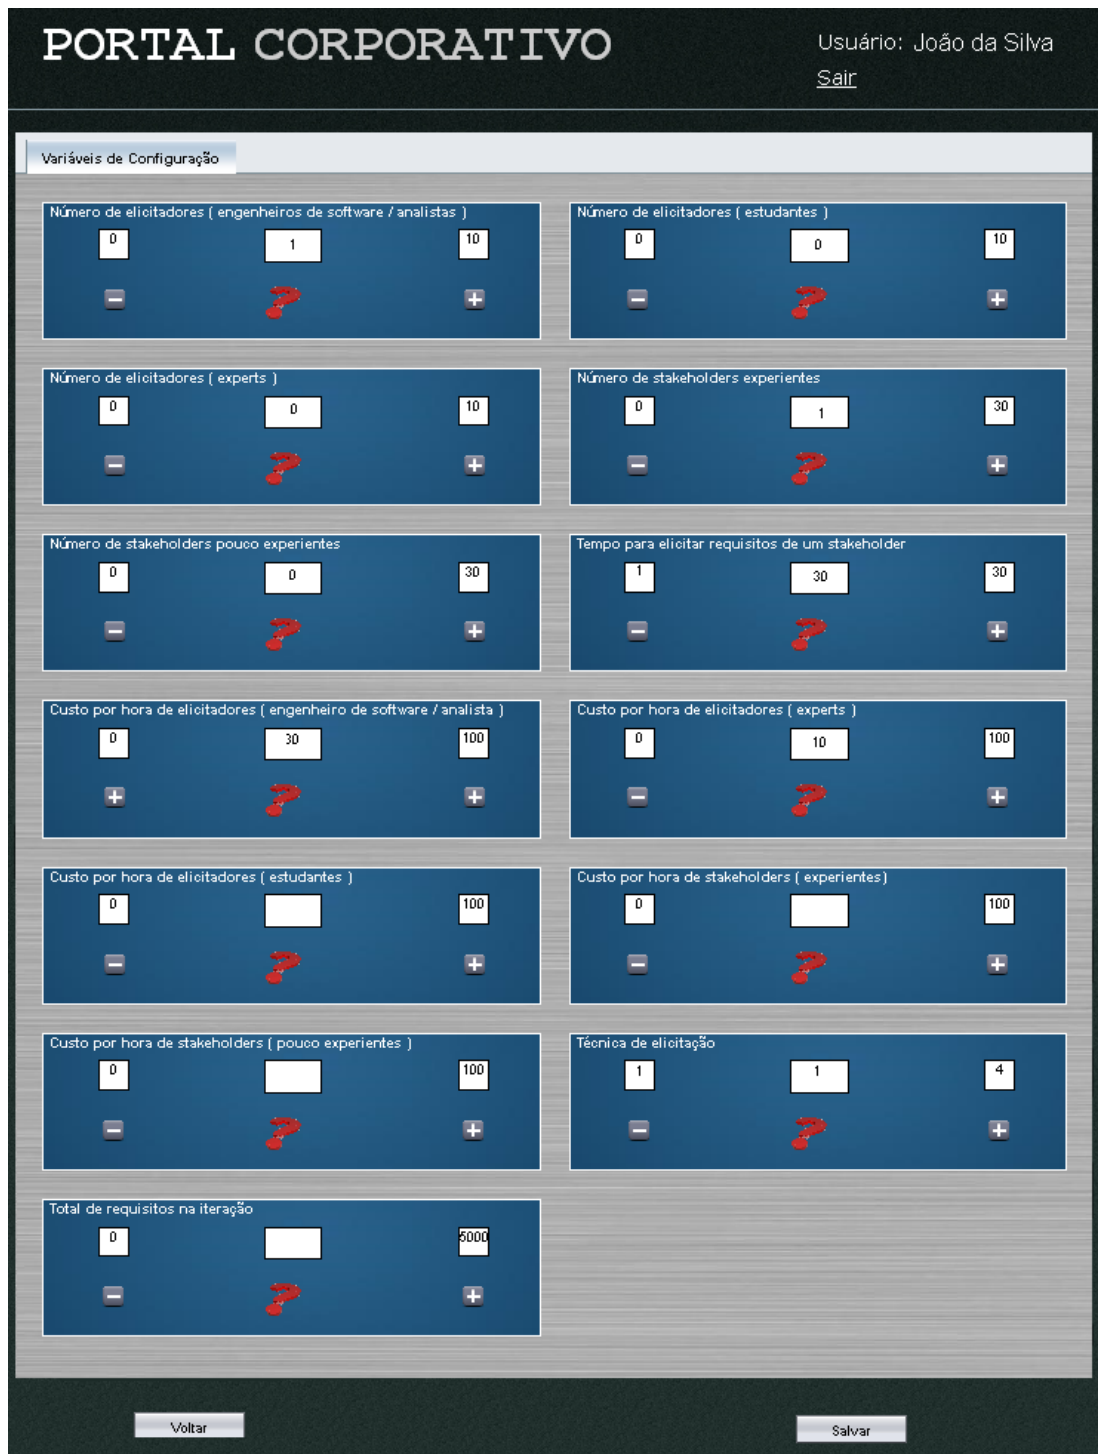 PORTAL CORPORATIVO
Usuário: João da Silva
Sair
Variáveis de Configuração
Número de elicitadores ( engenheiros de software / analistas )
0 1 10
Número de elicitadores ( estudantes )
0 0 10
Número de elicitadores ( experts )
0 0 10
Número de stakeholders experientes
0 1 30
Número de stakeholders pouco experientes
0 0 30
Tempo para elicitar requisitos de um stakeholder
1 30 30
Custo por hora de elicitadores ( engenheiro de software / analista )
0 30 100
Custo por hora de elicitadores ( experts )
0 10 100
Custo por hora de elicitadores ( estudantes )
0 100
Custo por hora de stakeholders ( experientes)
0 100
Custo por hora de stakeholders ( pouco experientes )
0 100
Técnica de elicitação
1 1 4
Total de requisitos na iteração
0 5000
Voltar
Salvar